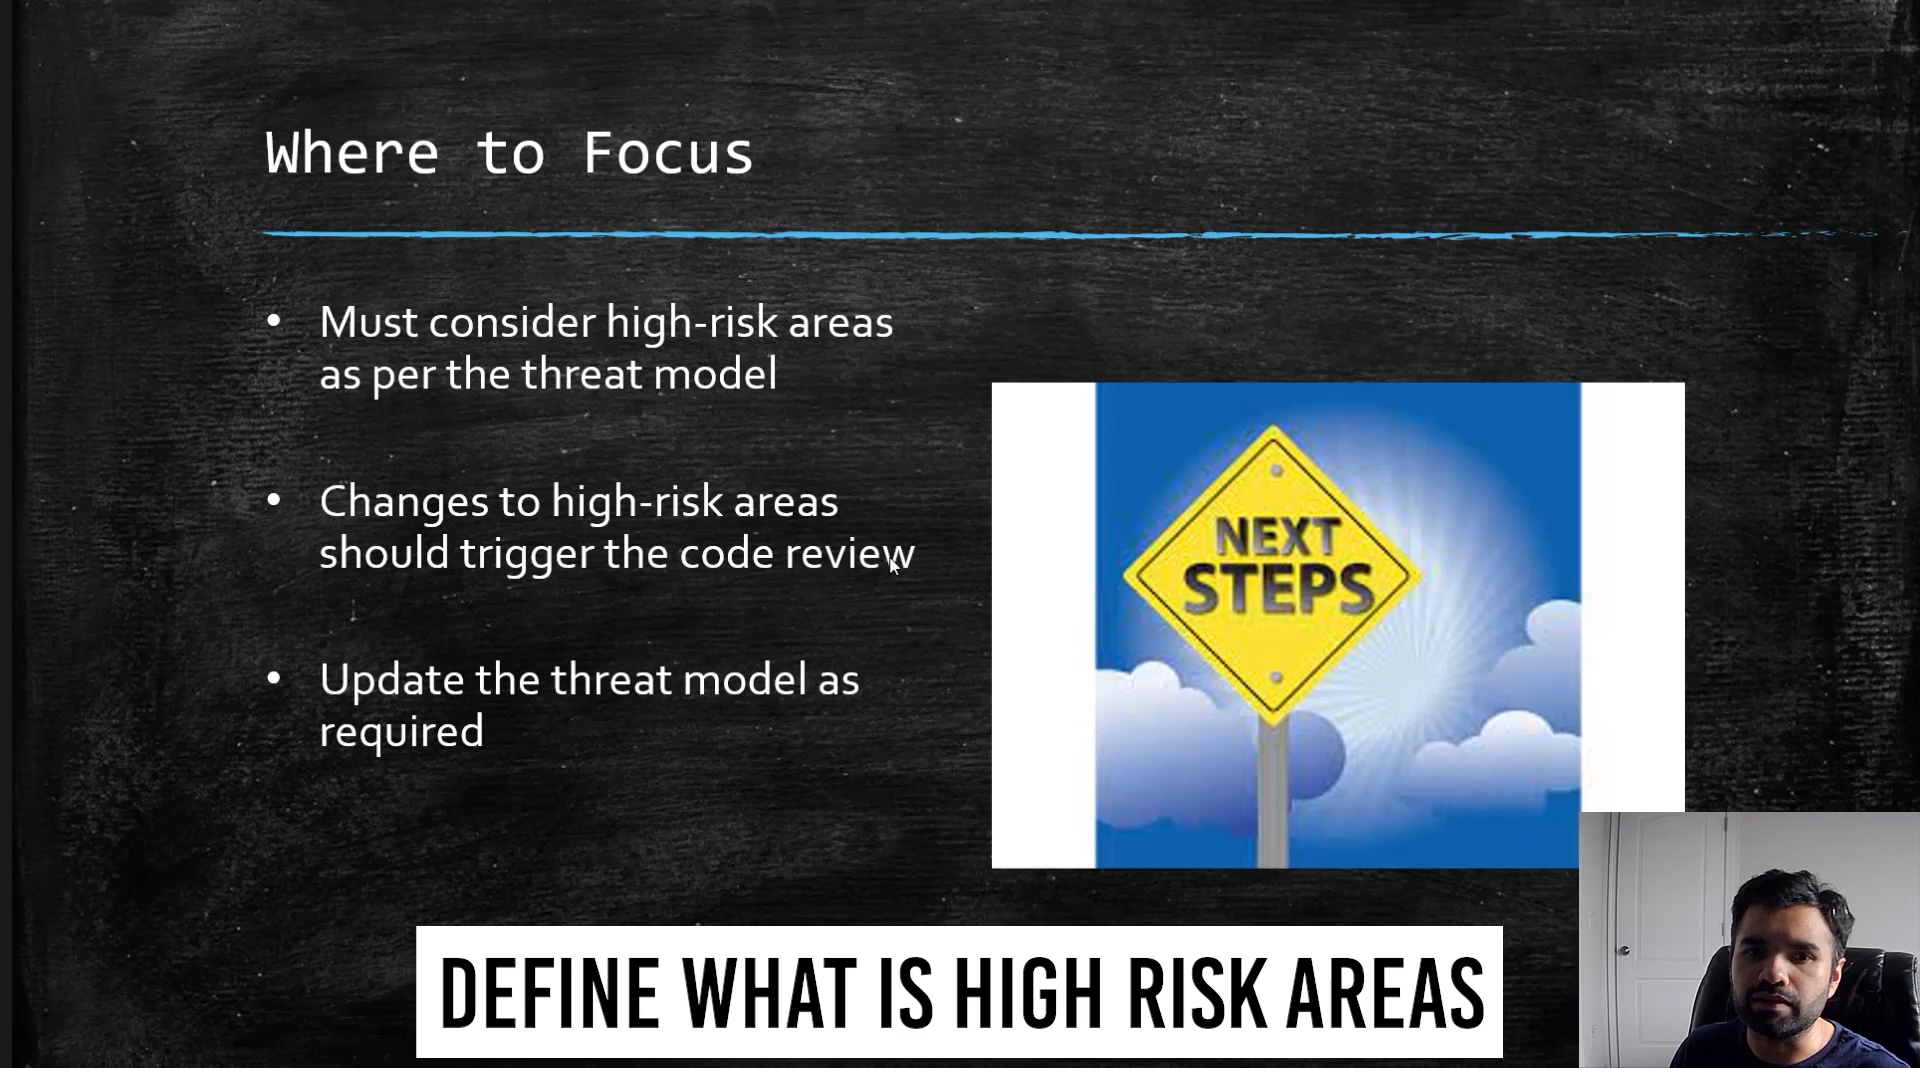 Where to Focus
• Must consider high-risk areas
as per the threat model
• Changes to high-risk areas
should trigger the code review
• Update the threat model as
required
NEXT
STEPS
DEFINE WHAT IS HIGH RISK AREAS